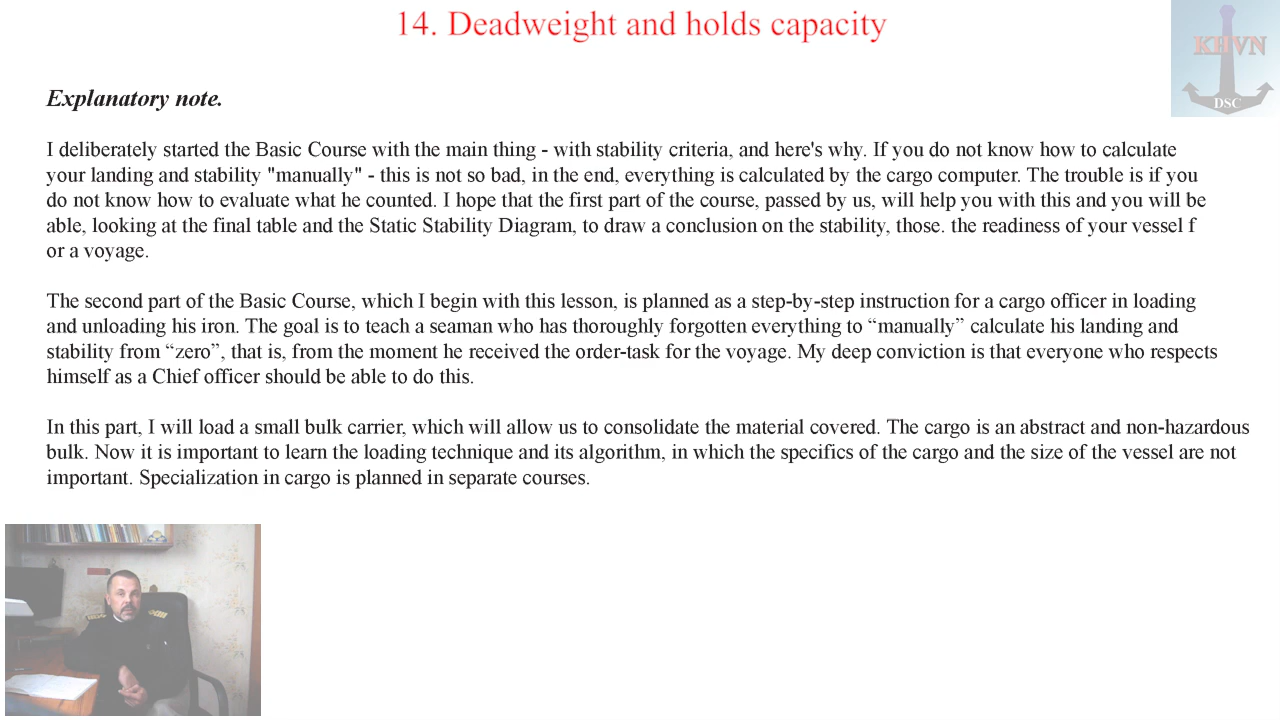 14. Deadweight and holds capacity
KHVN
DSC
Explanatory note.
I deliberately started the Basic Course with the main thing - with stability criteria, and here's why. If you do not know how to calculate
your landing and stability "manually" - this is not so bad, in the end, everything is calculated by the cargo computer. The trouble is if you
do not know how to evaluate what he counted. I hope that the first part of the course, passed by us, will help you with this and you will be
able, looking at the final table and the Static Stability Diagram, to draw a conclusion on the stability, those. the readiness of your vessel f
or a voyage.
The second part of the Basic Course, which I begin with this lesson, is planned as a step-by-step instruction for a cargo officer in loading
and unloading his iron. The goal is to teach a seaman who has thoroughly forgotten everything to “manually” calculate his landing and
stability from “zero”, that is, from the moment he received the order-task for the voyage. My deep conviction is that everyone who respects
himself as a Chief officer should be able to do this.
In this part, I will load a small bulk carrier, which will allow us to consolidate the material covered. The cargo is an abstract and non-hazardous
bulk. Now it is important to learn the loading technique and its algorithm, in which the specifics of the cargo and the size of the vessel are not
important. Specialization in cargo is planned in separate courses.